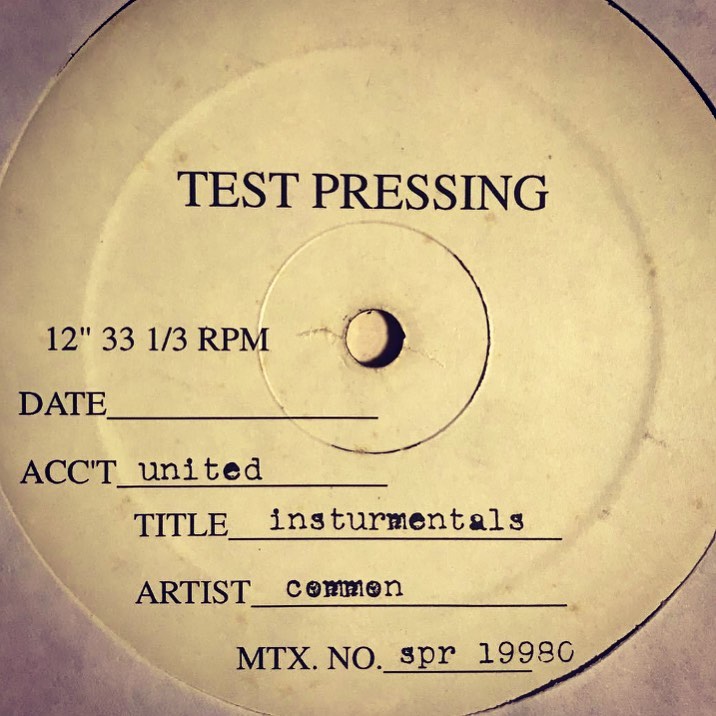 TEST PRESSING
12" 33 1/3 RPM
DATE
ACC'T united
TITLE insturmentals
ARTIST common
MTX. NO. spr 19980